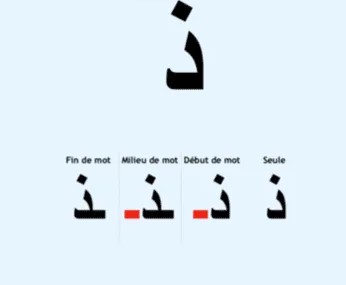 ذ
Fin de mot Milieu de mot Début de mot Seule
ـذ ـذ ذ ذ